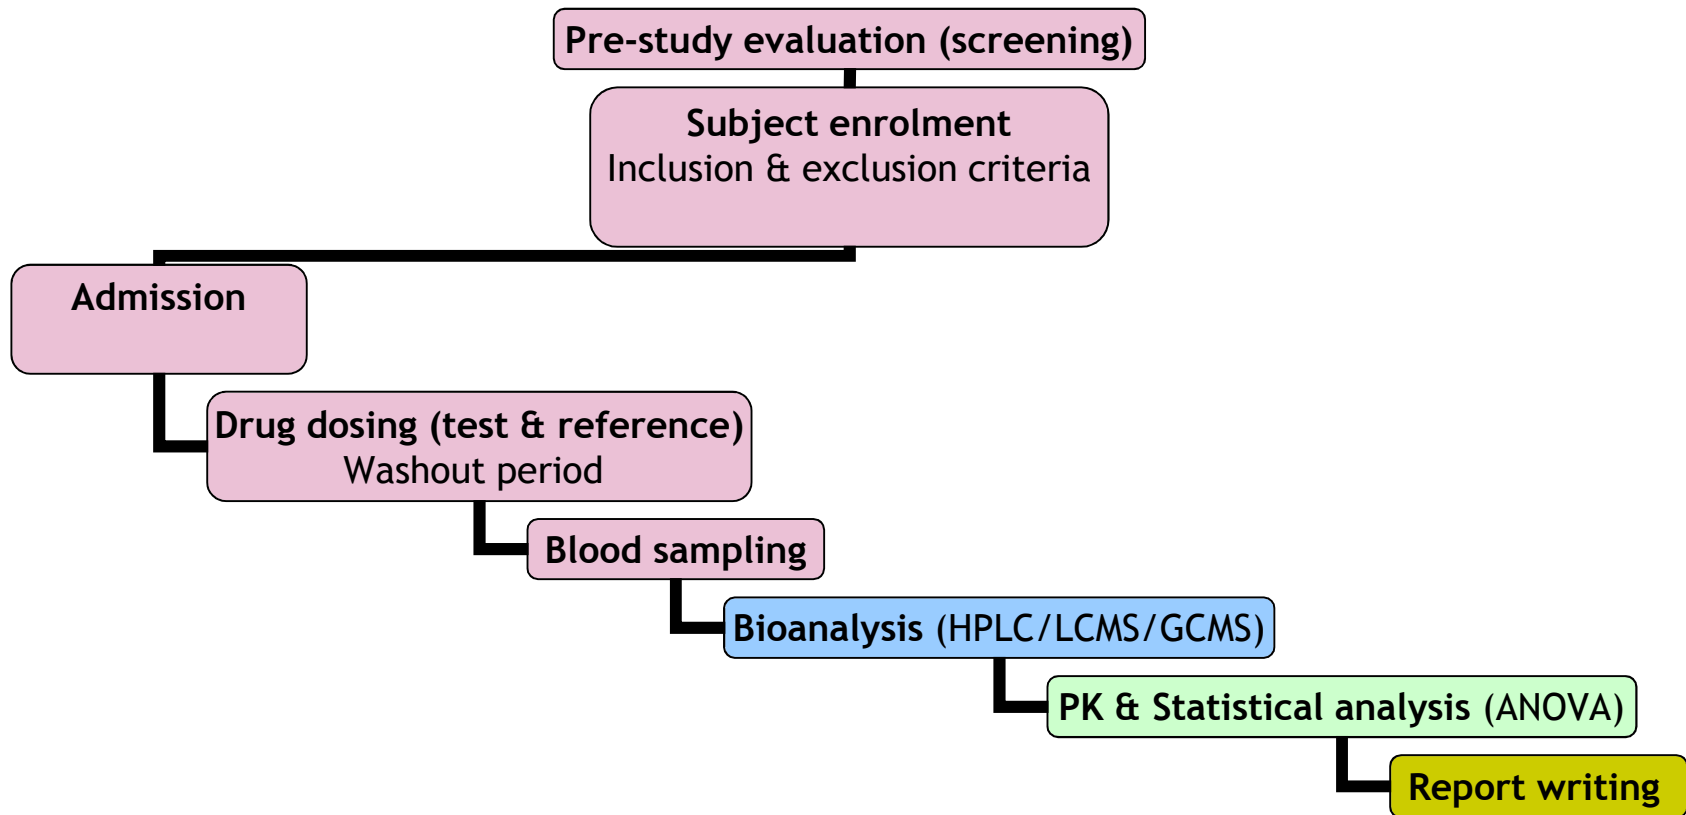 Pre-study evaluation (screening)
Subject enrolment
Inclusion & exclusion criteria
Admission
Drug dosing (test & reference)
Washout period
Blood sampling
Bioanalysis (HPLC/LCMS/GCMS)
PK & Statistical analysis (ANOVA)
Report writing